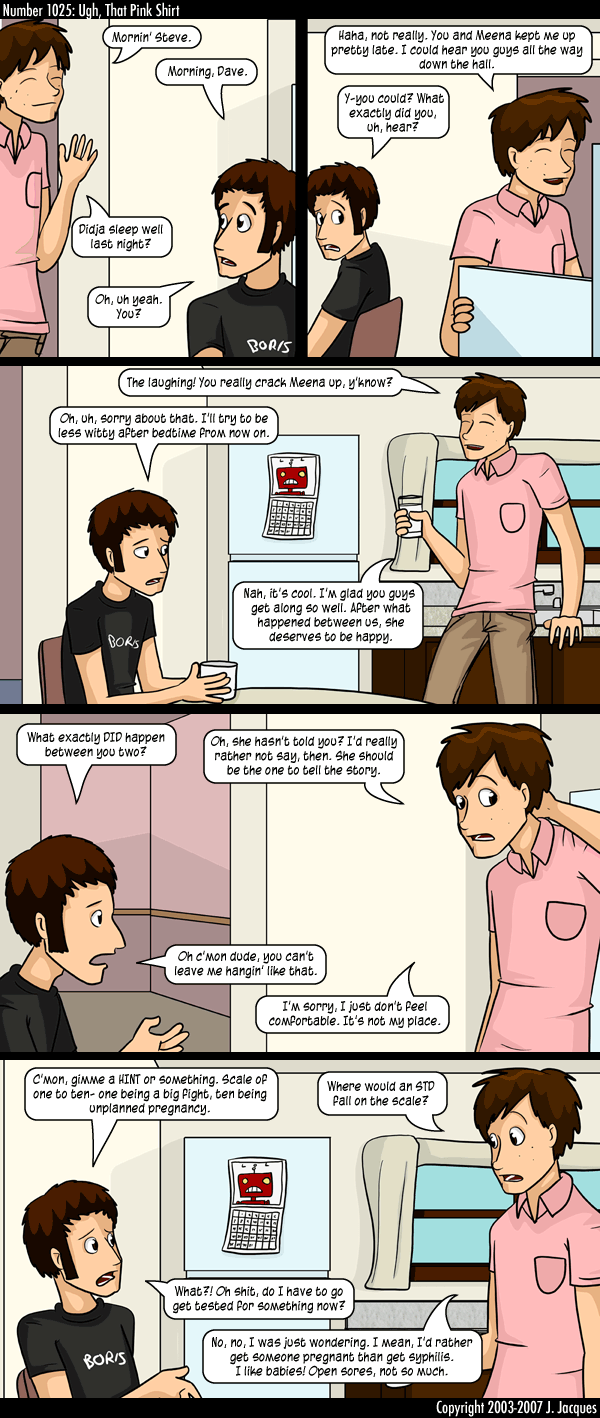 Number 1025: Ugh, That Pink Shirt
Mornin' Steve.
Morning, Dave.
Didja sleep well
last night?
Oh, uh yeah.
You?
BORIS
Haha, not really. You and Meena kept me up
pretty late. I could hear you guys all the way
down the hall.
Y-you could? What
exactly did you,
uh, hear?
The laughing! You really crack Meena up, y'know?
Oh, uh, sorry about that. I'll try to be
less witty after bedtime from now on.
Nah, it's cool. I'm glad you guys
get along so well. After what
happened between us, she
deserves to be happy.
BORIS
What exactly DID happen
between you two?
Oh, she hasn't told you? I'd really
rather not say, then. She should
be the one to tell the story.
Oh c'mon dude, you can't
leave me hangin' like that.
I'm sorry, I just don't feel
comfortable. It's not my place.
C'mon, gimme a HINT or something. Scale of
one to ten- one being a big fight, ten being
unplanned pregnancy.
Where would an STD
fall on the scale?
What?! Oh shit, do I have to go
get tested for something now?
No, no, I was just wondering. I mean, I'd rather
get someone pregnant than get syphilis.
I like babies! Open sores, not so much.
BORIS
Copyright 2003-2007 J. Jacques